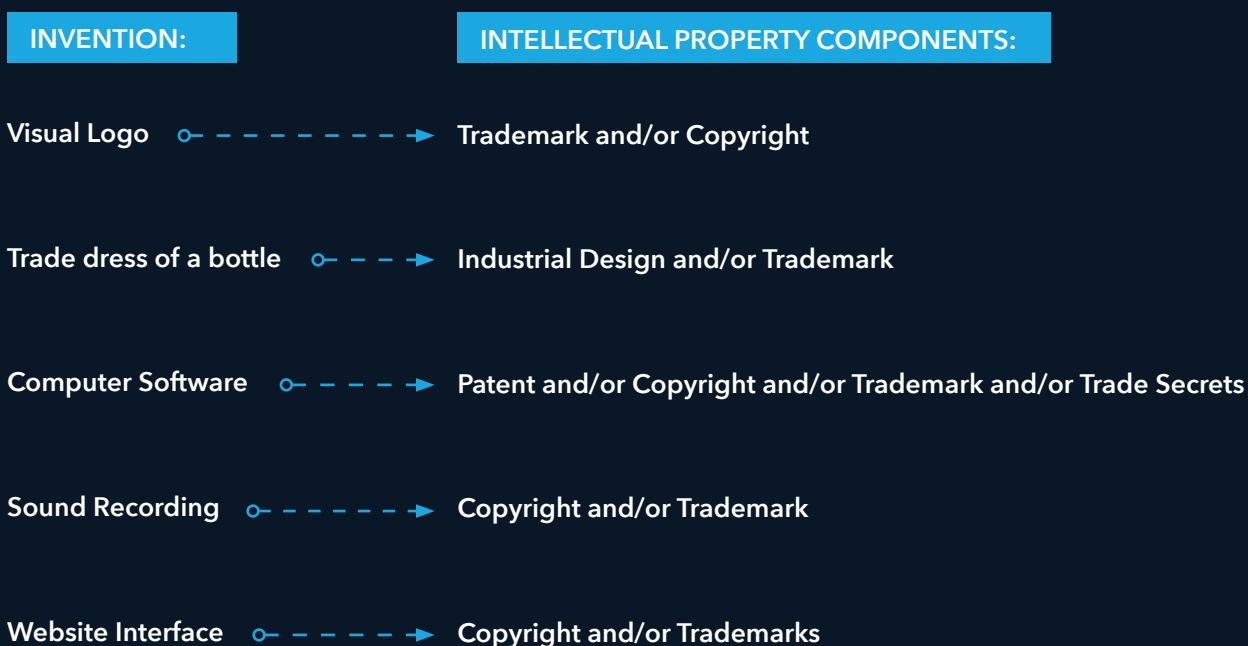 INVENTION:
INTELLECTUAL PROPERTY COMPONENTS:
Visual Logo
Trademark and/or Copyright
Trade dress of a bottle
Industrial Design and/or Trademark
Computer Software
Patent and/or Copyright and/or Trademark and/or Trade Secrets
Sound Recording
Copyright and/or Trademark
Website Interface
Copyright and/or Trademarks